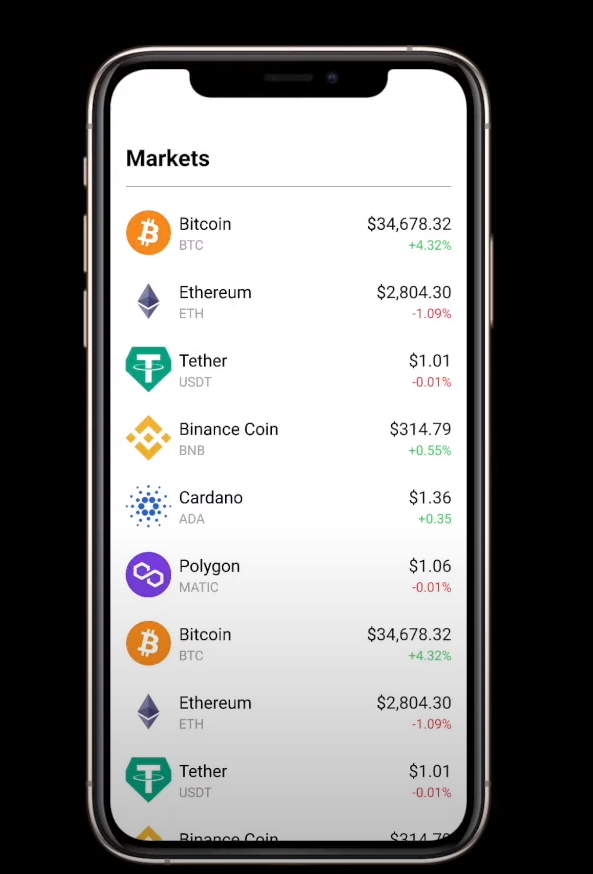 Markets
Bitcoin $34,678.32
BTC +4.32%
Ethereum $2,804.30
ETH -1.09%
Tether $1.01
USDT -0.01%
Binance Coin $314.79
BNB +0.55%
Cardano $1.36
ADA +0.35
Polygon $1.06
MATIC -0.01%
Bitcoin $34,678.32
BTC +4.32%
Ethereum $2,804.30
ETH -1.09%
Tether $1.01
USDT -0.01%
Binance Coin $314.79